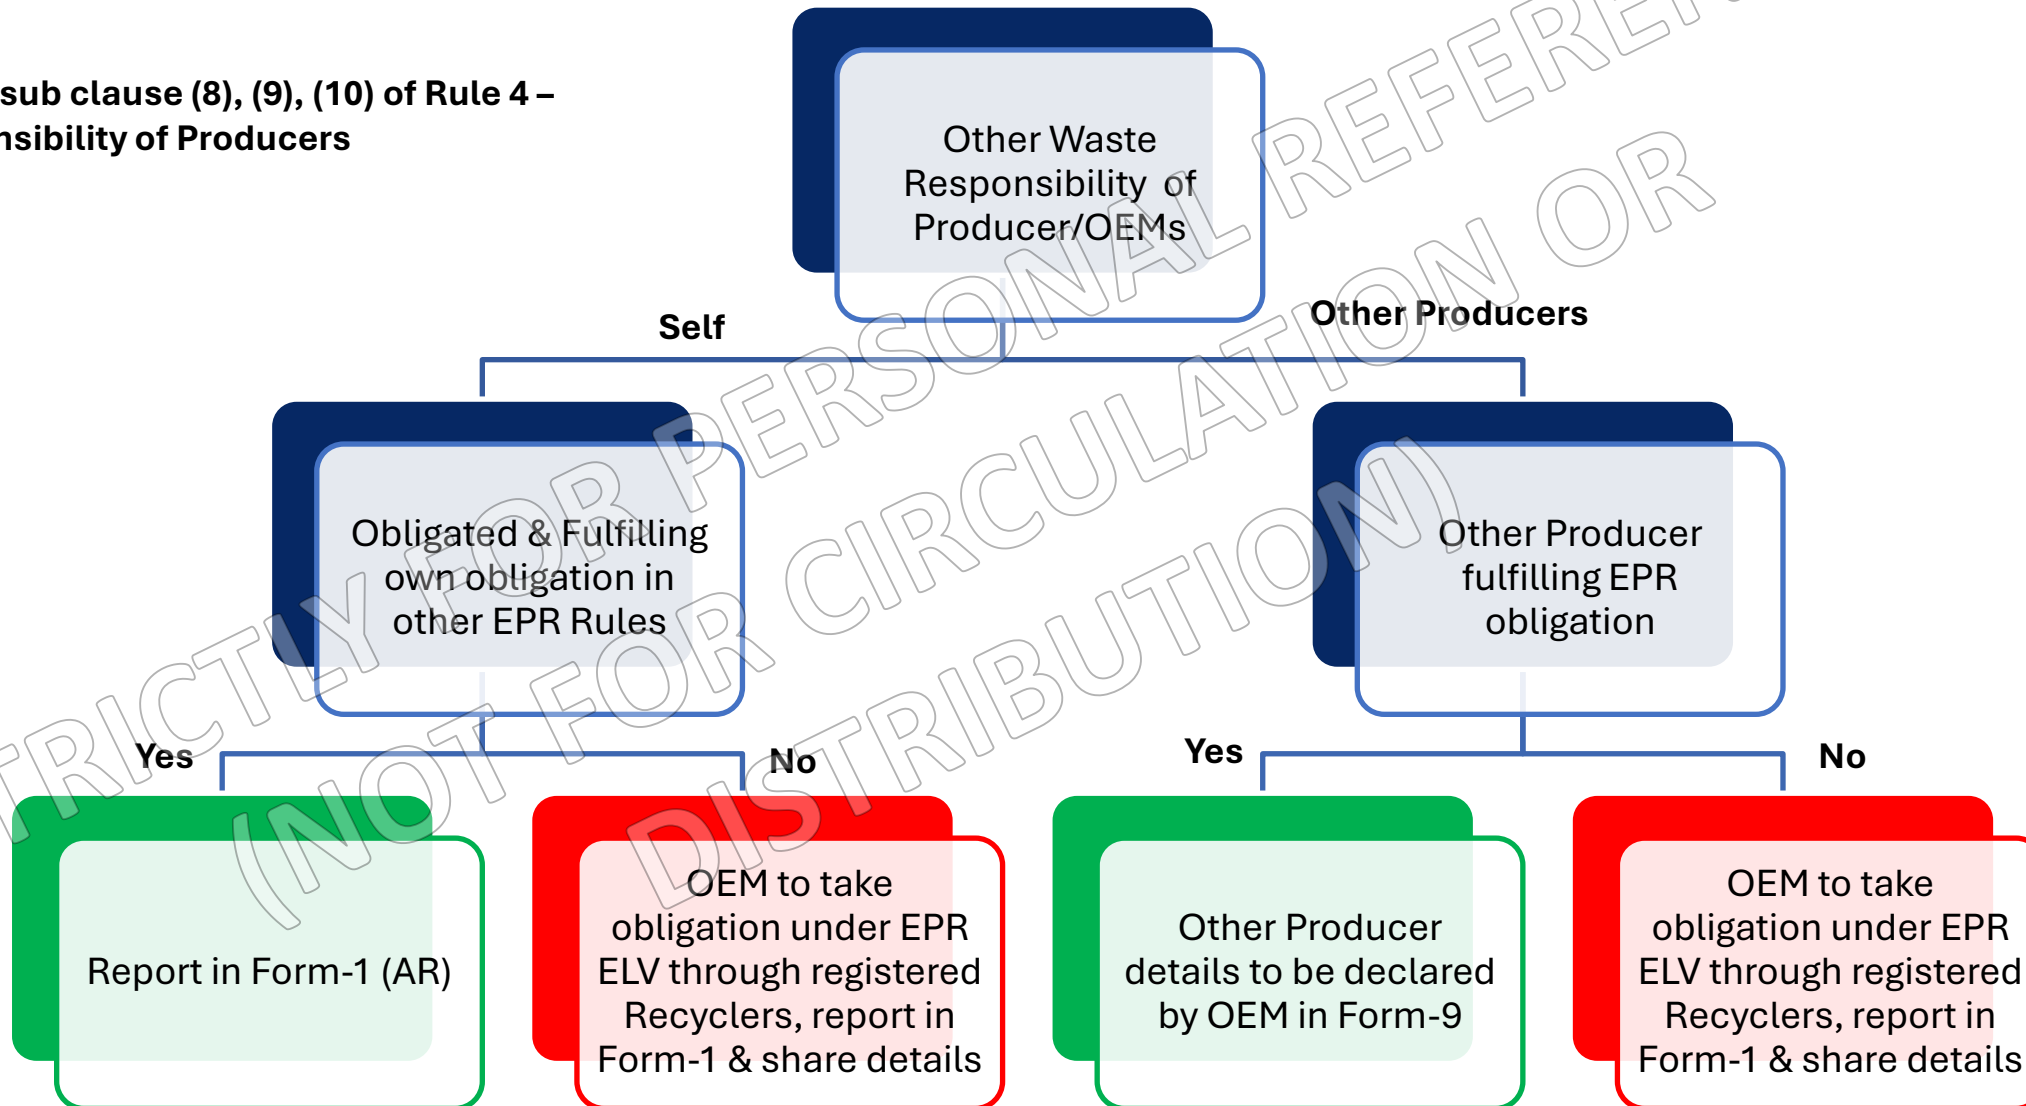 sub clause (8), (9), (10) of Rule 4 –
Responsibility of Producers
Other Waste
Responsibility of
Producer/OEMs
Self
Other Producers
Obligated & Fulfilling
own obligation in
other EPR Rules
Other Producer
fulfilling EPR
obligation
Yes
No
Yes
No
Report in Form-1 (AR)
OEM to take
obligation under EPR
ELV through registered
Recyclers, report in
Form-1 & share details
Other Producer
details to be declared
by OEM in Form-9
OEM to take
obligation under EPR
ELV through registered
Recyclers, report in
Form-1 & share details
FOR PERSONAL
(NOT FOR CIRCULATION OR
DISTRIBUTION)